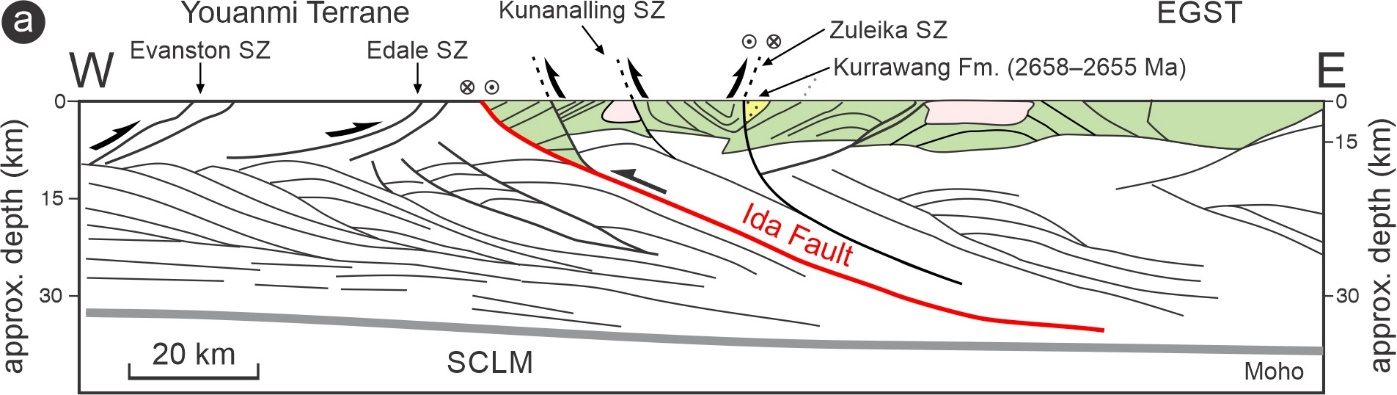 a
Youanmi Terrane
Kunanalling SZ
EGST
Evanston SZ
Edale SZ
Zuleika SZ
Kurrawang Fm. (2658–2655 Ma)
W
E
0
15
30
approx. depth (km)
Ida Fault
0
15
30
approx. depth (km)
20 km
SCLM
Moho